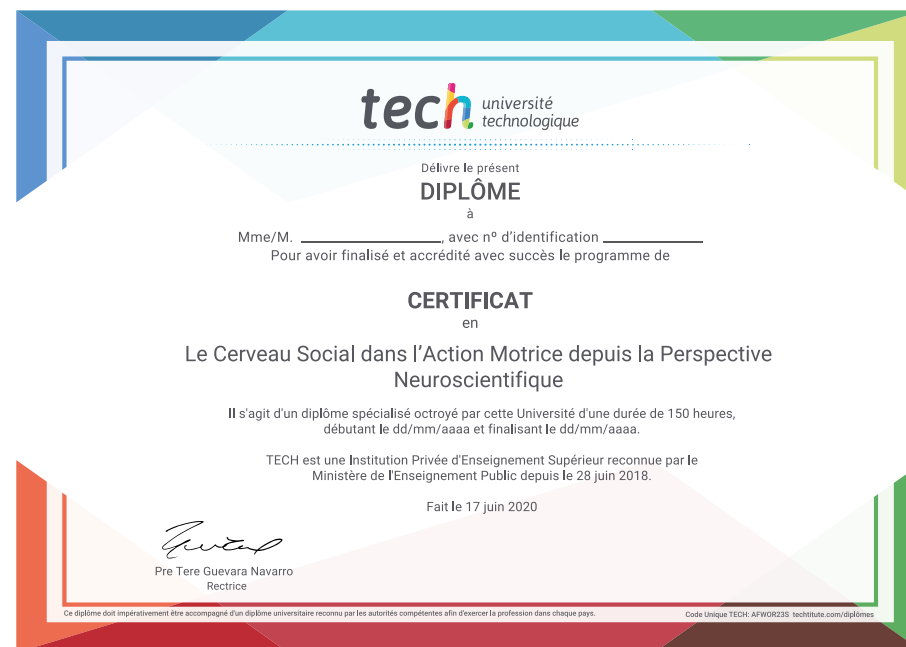 tech université
technologique
Délivre le présent
DIPLÔME
à
Mme/M. ____________________, avec nº d'identification ______________
Pour avoir finalisé et accrédité avec succès le programme de
CERTIFICAT
en
Le Cerveau Social dans l'Action Motrice depuis la Perspective
Neuroscientifique
Il s'agit d'un diplôme spécialisé octroyé par cette Université d'une durée de 150 heures,
débutant le dd/mm/aaaa et finalisant le dd/mm/aaaa.
TECH est une Institution Privée d'Enseignement Supérieur reconnue par le
Ministère de l'Enseignement Public depuis le 28 juin 2018.
Fait le 17 juin 2020
Pre Tere Guevara Navarro
Rectrice
Ce diplôme doit impérativement être accompagné d'un diplôme universitaire reconnu par les autorités compétentes afin d'exercer la profession dans chaque pays.
Code Unique TECH: AFWOR23S techtitute.com/diplômes